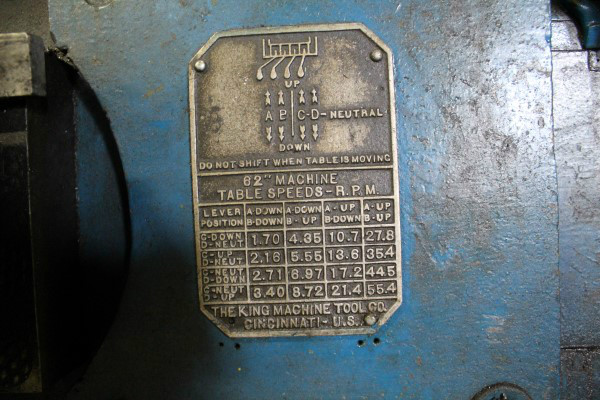 UP
A B C-D- NEUTRAL
DOWN
DO NOT SHIFT WHEN TABLE IS MOVING
62" MACHINE
TABLE SPEEDS-R.P.M.
LEVER A-DOWN A-DOWN A-UP A-UP
POSITION B-DOWN B-UP B-DOWN B-UP
C-DOWN
D-NEUT 1.70 4.35 10.7 27.8
C-UP
D-NEUT 2.16 5.55 13.6 35.4
C-NEUT
D-DOWN 2.71 6.97 17.2 44.5
C-NEUT
D-UP 3.40 8.72 21.4 55.4
THE KING MACHINE TOOL CO.
CINCINNATI-U.S.